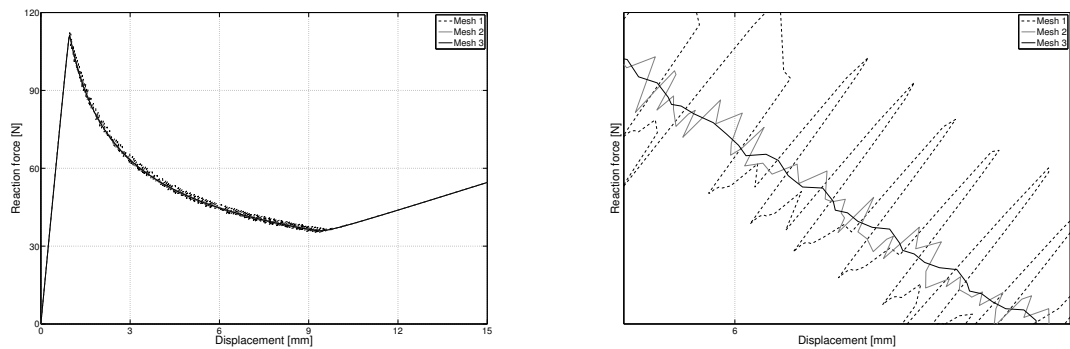 120
90
60
30
0
0
3
6
9
12
15
Reaction force [N]
Displacement [mm]
Mesh 1
Mesh 2
Mesh 3
6
Reaction force [N]
Displacement [mm]
Mesh 1
Mesh 2
Mesh 3